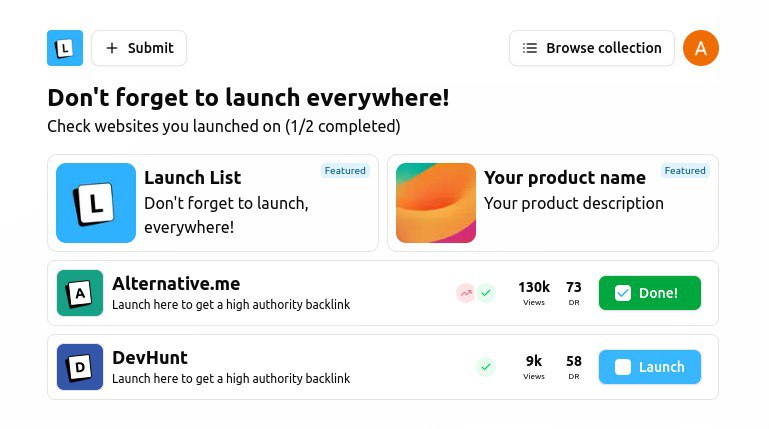 L
Submit
Browse collection
A
Don't forget to launch everywhere!
Check websites you launched on (1/2 completed)
L
Launch List
Featured
Don't forget to launch,
everywhere!
Your product name
Featured
Your product description
A
Alternative.me
Launch here to get a high authority backlink
130k
Views
73
DR
Done!
D
DevHunt
Launch here to get a high authority backlink
9k
Views
58
DR
Launch